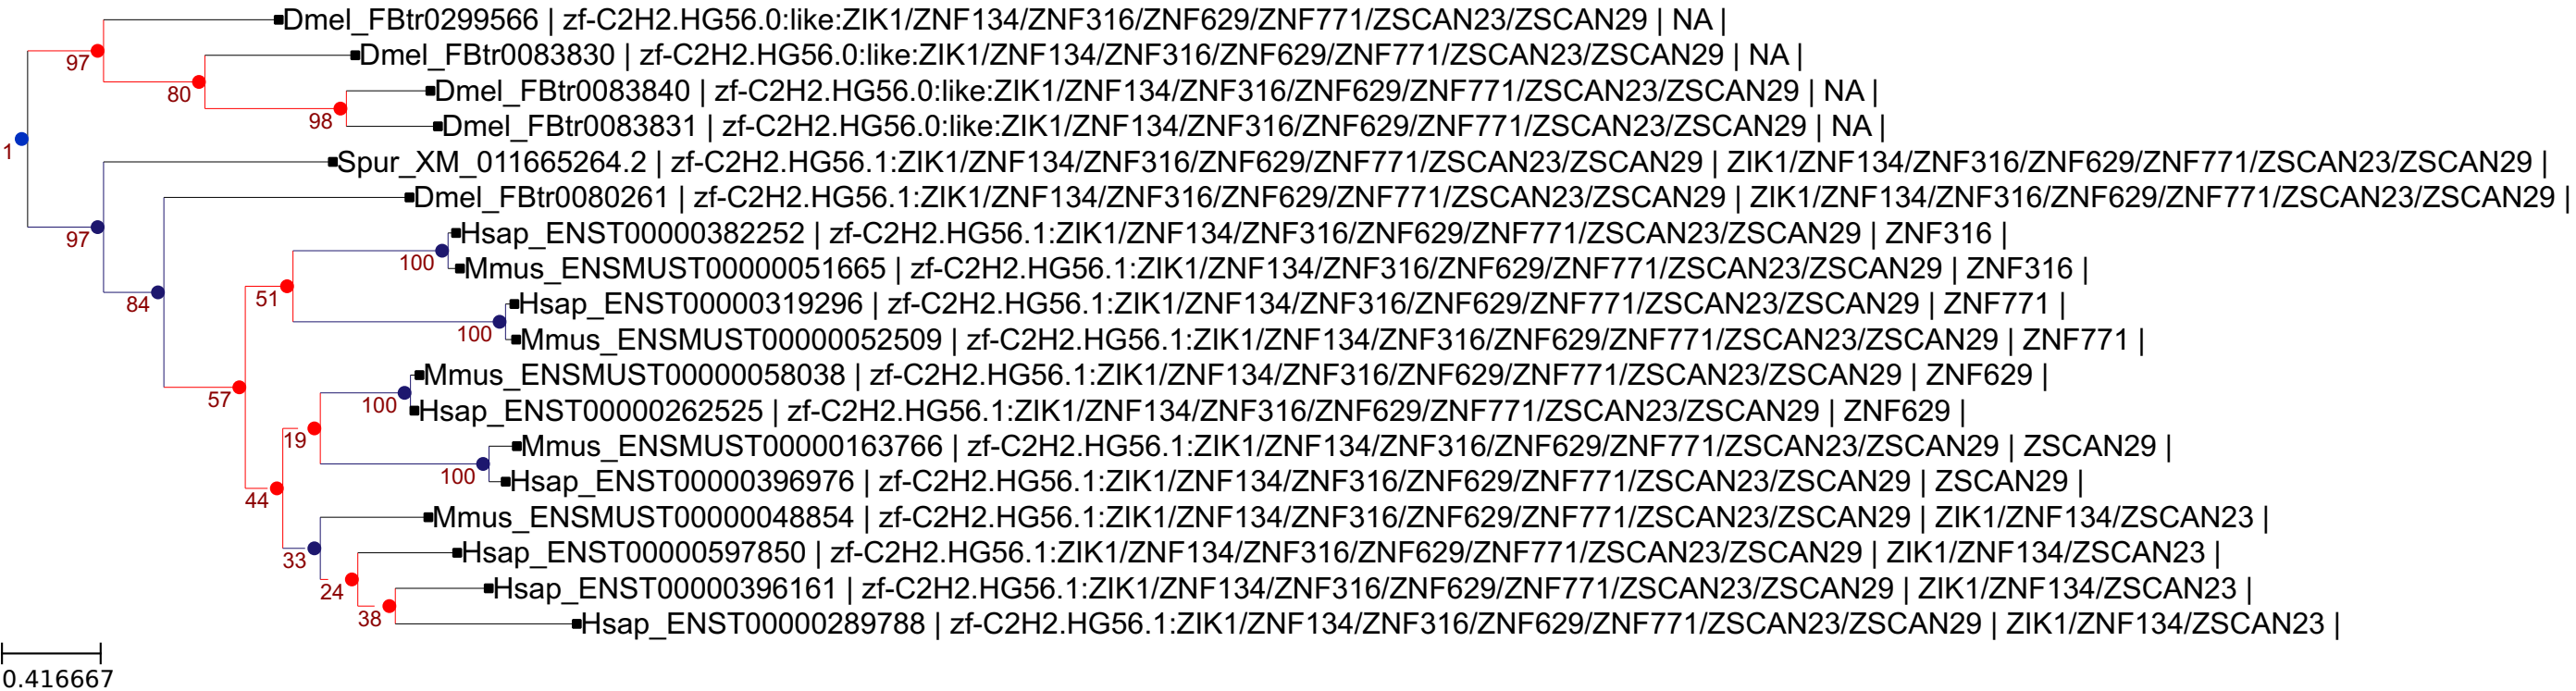 Dmel_FBtr0299566 | zf-C2H2.HG56.0:like:ZIK1/ZNF134/ZNF316/ZNF629/ZNF771/ZSCAN23/ZSCAN29 | NA |
97
Dmel_FBtr0083830 | zf-C2H2.HG56.0:like:ZIK1/ZNF134/ZNF316/ZNF629/ZNF771/ZSCAN23/ZSCAN29 | NA |
80
Dmel_FBtr0083840 | zf-C2H2.HG56.0:like:ZIK1/ZNF134/ZNF316/ZNF629/ZNF771/ZSCAN23/ZSCAN29 | NA |
98
Dmel_FBtr0083831 | zf-C2H2.HG56.0:like:ZIK1/ZNF134/ZNF316/ZNF629/ZNF771/ZSCAN23/ZSCAN29 | NA |
1
Spur_XM_011665264.2 | zf-C2H2.HG56.1:ZIK1/ZNF134/ZNF316/ZNF629/ZNF771/ZSCAN23/ZSCAN29 | ZIK1/ZNF134/ZNF316/ZNF629/ZNF771/ZSCAN23/ZSCAN29 |
Dmel_FBtr0080261 | zf-C2H2.HG56.1:ZIK1/ZNF134/ZNF316/ZNF629/ZNF771/ZSCAN23/ZSCAN29 | ZIK1/ZNF134/ZNF316/ZNF629/ZNF771/ZSCAN23/ZSCAN29 |
97
Hsap_ENST00000382252 | zf-C2H2.HG56.1:ZIK1/ZNF134/ZNF316/ZNF629/ZNF771/ZSCAN23/ZSCAN29 | ZNF316 |
100
Mmus_ENSMUST00000051665 | zf-C2H2.HG56.1:ZIK1/ZNF134/ZNF316/ZNF629/ZNF771/ZSCAN23/ZSCAN29 | ZNF316 |
51
84
Hsap_ENST00000319296 | zf-C2H2.HG56.1:ZIK1/ZNF134/ZNF316/ZNF629/ZNF771/ZSCAN23/ZSCAN29 | ZNF771 |
100
Mmus_ENSMUST00000052509 | zf-C2H2.HG56.1:ZIK1/ZNF134/ZNF316/ZNF629/ZNF771/ZSCAN23/ZSCAN29 | ZNF771 |
Mmus_ENSMUST00000058038 | zf-C2H2.HG56.1:ZIK1/ZNF134/ZNF316/ZNF629/ZNF771/ZSCAN23/ZSCAN29 | ZNF629 |
57
100
Hsap_ENST00000262525 | zf-C2H2.HG56.1:ZIK1/ZNF134/ZNF316/ZNF629/ZNF771/ZSCAN23/ZSCAN29 | ZNF629 |
19
Mmus_ENSMUST00000163766 | zf-C2H2.HG56.1:ZIK1/ZNF134/ZNF316/ZNF629/ZNF771/ZSCAN23/ZSCAN29 | ZSCAN29 |
100
Hsap_ENST00000396976 | zf-C2H2.HG56.1:ZIK1/ZNF134/ZNF316/ZNF629/ZNF771/ZSCAN23/ZSCAN29 | ZSCAN29 |
44
Mmus_ENSMUST00000048854 | zf-C2H2.HG56.1:ZIK1/ZNF134/ZNF316/ZNF629/ZNF771/ZSCAN23/ZSCAN29 | ZIK1/ZNF134/ZSCAN23 |
33
Hsap_ENST00000597850 | zf-C2H2.HG56.1:ZIK1/ZNF134/ZNF316/ZNF629/ZNF771/ZSCAN23/ZSCAN29 | ZIK1/ZNF134/ZSCAN23 |
24
Hsap_ENST00000396161 | zf-C2H2.HG56.1:ZIK1/ZNF134/ZNF316/ZNF629/ZNF771/ZSCAN23/ZSCAN29 | ZIK1/ZNF134/ZSCAN23 |
38
Hsap_ENST00000289788 | zf-C2H2.HG56.1:ZIK1/ZNF134/ZNF316/ZNF629/ZNF771/ZSCAN23/ZSCAN29 | ZIK1/ZNF134/ZSCAN23 |
0.416667